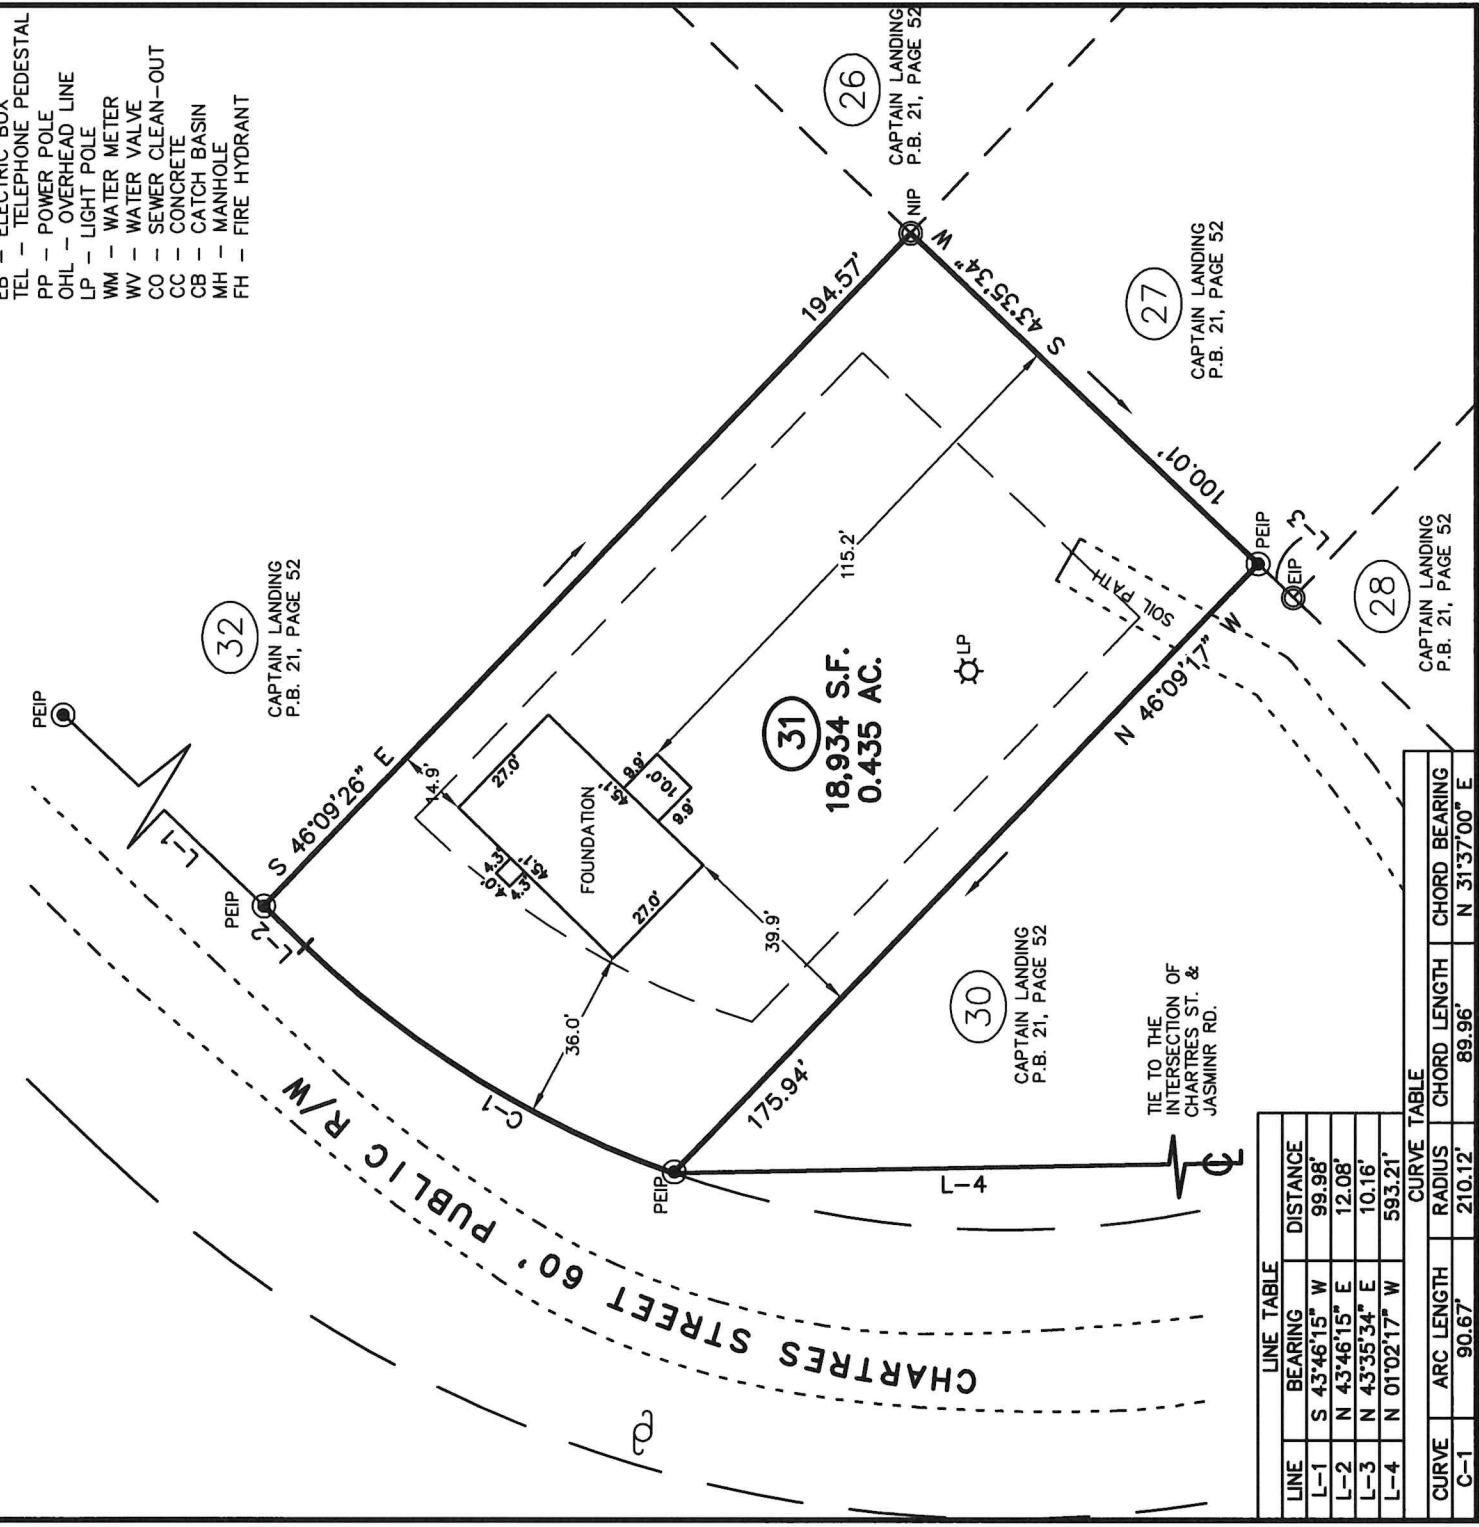 TEL – TELEPHONE PEDESTAL
PP – POWER POLE
OHL – OVERHEAD LINE
LP – LIGHT POLE
WM – WATER METER
WV – WATER VALVE
CO – SEWER CLEAN-OUT
CC – CONCRETE
CB – CATCH BASIN
MH – MANHOLE
FH – FIRE HYDRANT
26
CAPTAIN LANDING
P.B. 21, PAGE 52
NIP
S 43°35'34" W
100.01'
27
CAPTAIN LANDING
P.B. 21, PAGE 52
194.57'
S 46°09'26" E
32
CAPTAIN LANDING
P.B. 21, PAGE 52
PEIP
L-1
PEIP
L-2
14.9'
27.0'
45.1'
FOUNDATION
4.3'
4.0'
4.3'
45.1'
27.0'
9.9'
10.0'
9.9'
115.2'
39.9'
36.0'
C-1
31
18,934 S.F.
0.435 AC.
LP
SOIL PATH
PEIP
L-3
EIP
28
CAPTAIN LANDING
P.B. 21, PAGE 52
N 46°09'17" W
175.94'
30
CAPTAIN LANDING
P.B. 21, PAGE 52
PEIP
L-4
TIE TO THE
INTERSECTION OF
CHARTRES ST. &
JASMINR RD.
CL
CHARTRES STREET 60' PUBLIC R/W
LINE TABLE
LINE BEARING DISTANCE
L-1 S 43°46'15" W 99.98'
L-2 N 43°46'15" E 12.08'
L-3 N 43°35'34" E 10.16'
L-4 N 01°02'17" W 593.21'
CURVE TABLE
CURVE ARC LENGTH RADIUS CHORD LENGTH CHORD BEARING
C-1 90.67' 210.12' 89.96' N 31°37'00" E